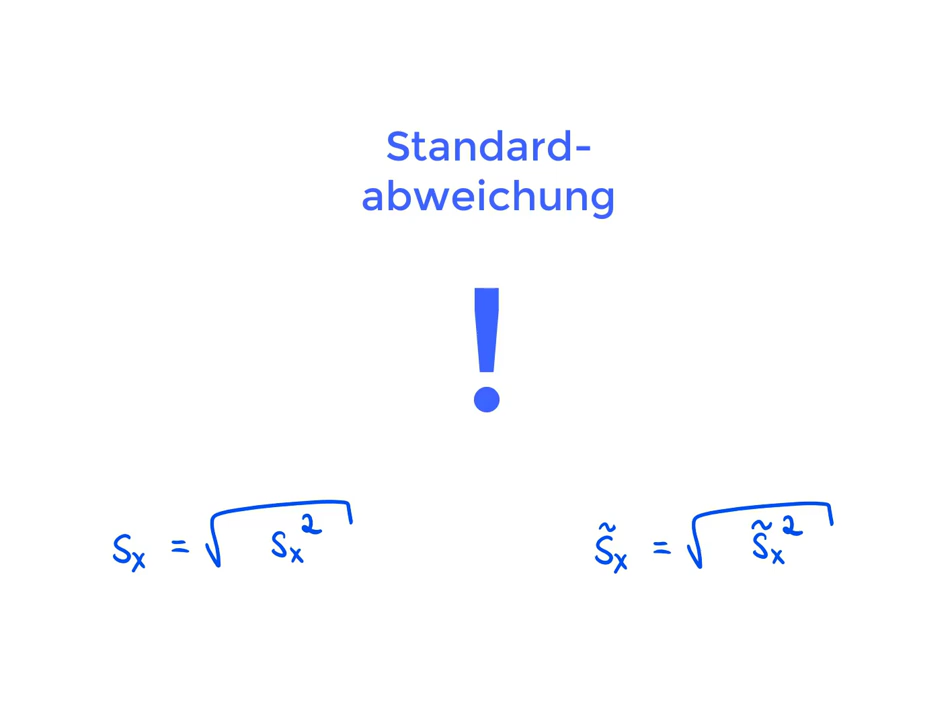 Standard-
abweichung
!
Sₓ = √Sₓ²
S̃ₓ = √S̃ₓ²